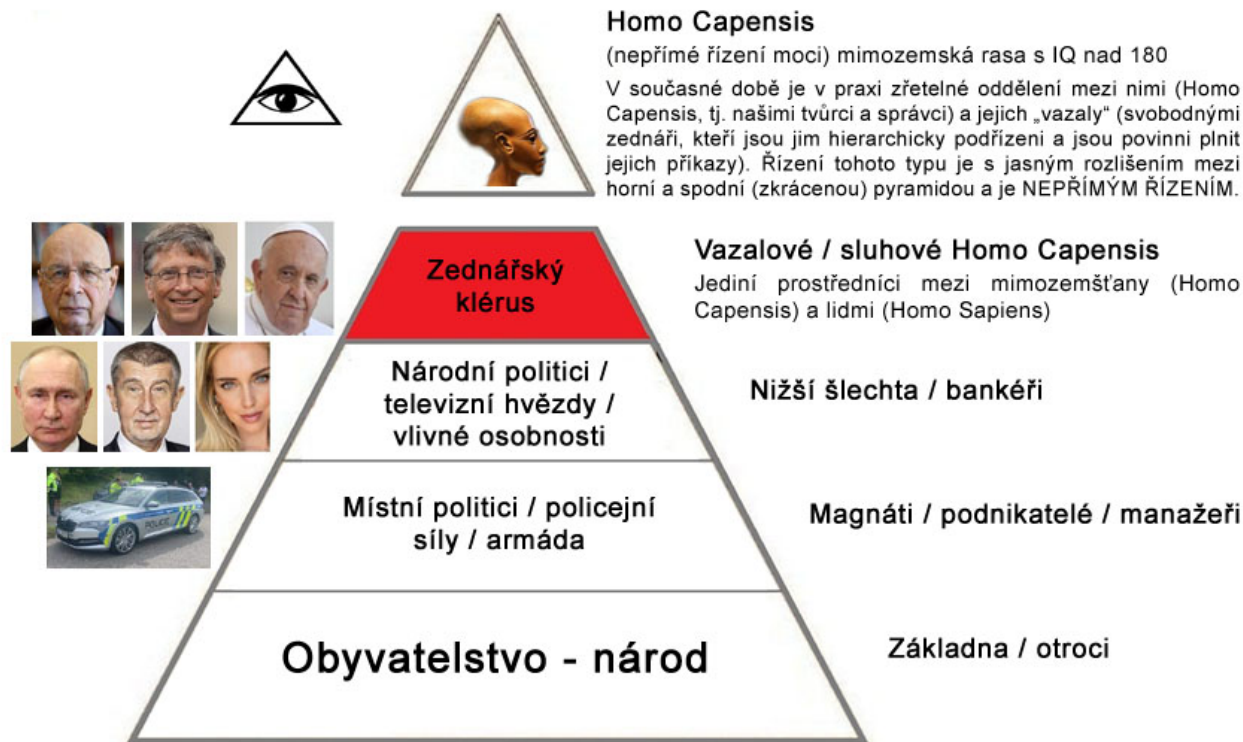 Homo Capensis
(nepřímé řízení moci) mimozemská rasa s IQ nad 180
V současné době je v praxi zřetelné oddělení mezi nimi (Homo
Capensis, tj. našimi tvůrci a správci) a jejich „vazaly“ (svobodnými
zednáři, kteří jsou jim hierarchicky podřízeni a jsou povinni plnit
jejich příkazy). Řízení tohoto typu je s jasným rozlišením mezi
horní a spodní (zkrácenou) pyramidou a je NEPŘÍMÝM ŘÍZENÍM.
Zednářský
klérus
Vazalové / sluhové Homo Capensis
Jediní prostředníci mezi mimozemšťany (Homo
Capensis) a lidmi (Homo Sapiens)
Národní politici /
televizní hvězdy /
vlivné osobnosti
Nižší šlechta / bankéři
Místní politici / policejní
síly / armáda
Magnáti / podnikatelé / manažeři
POLICIE
Obyvatelstvo - národ
Základna / otroci